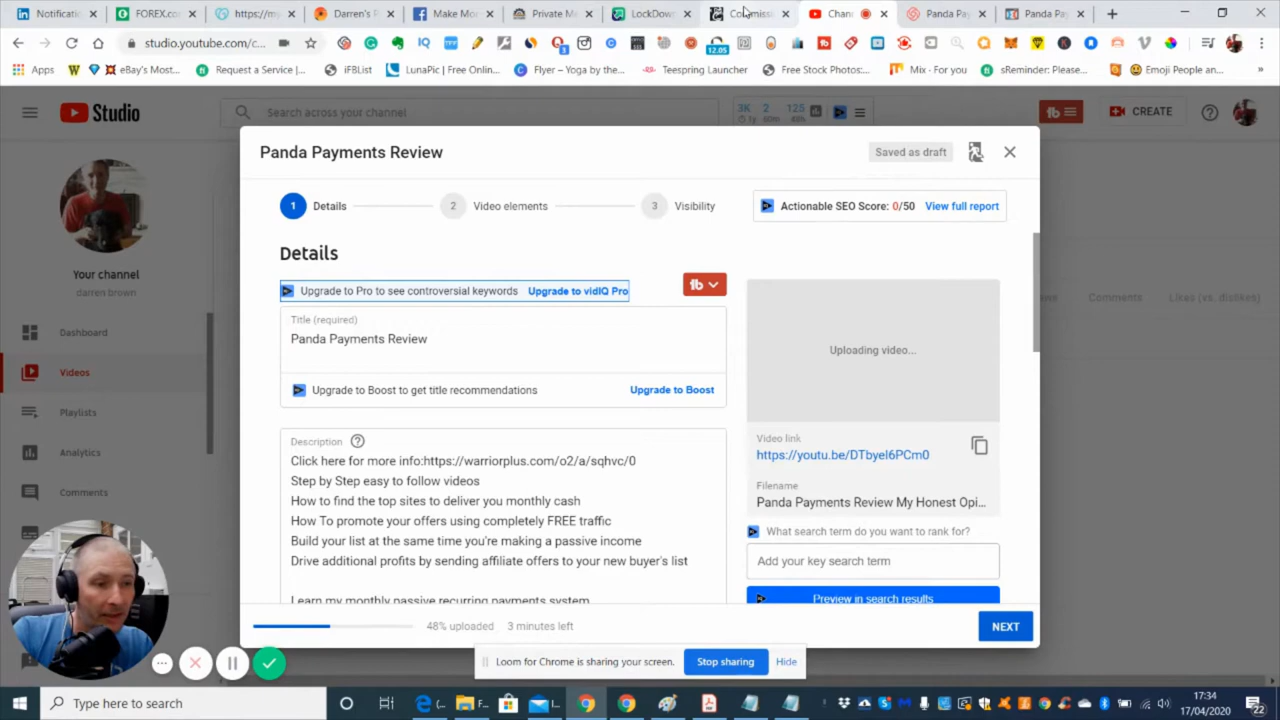 Notificatio
FOREX.co
https://my
Darren's P
Make Mo
Private Me
LockDow
Commiss
Chan
Panda Pay
Panda Pay
studio.youtube.com/
12.05
Apps
eBay's Most...
Request a Service |...
iFBList
LunaPic | Free Onlin...
Flyer – Yoga by the...
Teespring Launcher
Free Stock Photos:...
Mix - For you
sReminder: Please...
Emoji People an...
Studio
Search across your channel
CREATE
Your channel
darren brown
Dashboard
Videos
Playlists
Analytics
Comments
Comments
Likes (vs. dislikes)
Panda Payments Review
Saved as draft
1 Details
2 Video elements
3 Visibility
Actionable SEO Score: 0/50 View full report
Details
Upgrade to Pro to see controversial keywords Upgrade to vidIQ Pro
Title (required)
Panda Payments Review
Upgrade to Boost to get title recommendations Upgrade to Boost
Description
Click here for more info:https://warriorplus.com/o2/a/sqhvc/0
Step by Step easy to follow videos
How to find the top sites to deliver you monthly cash
How To promote your offers using completely FREE traffic
Build your list at the same time you're making a passive income
Drive additional profits by sending affiliate offers to your new buyer's list
Learn my monthly passive recurring payments system
Uploading video...
Video link
https://youtu.be/DTbyel6PCm0
Filename
Panda Payments Review My Honest Opi...
What search term do you want to rank for?
Add your key search term
Preview in search results
48% uploaded 3 minutes left
NEXT
Loom for Chrome is sharing your screen.
Stop sharing
Hide
Type here to search
17:34
17/04/2020
22